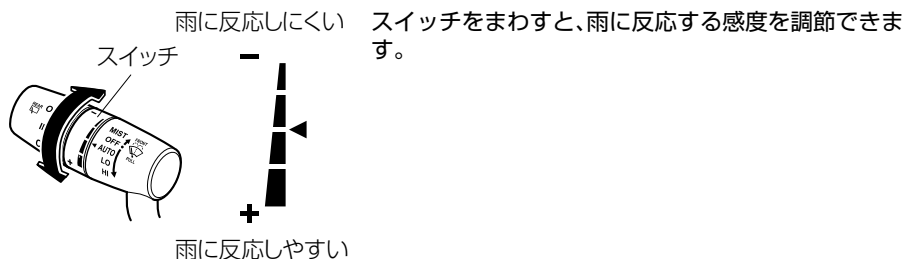 雨に反応しにくい
スイッチをまわすと、雨に反応する感度を調節できま
す。
スイッチ
−
+
雨に反応しやすい
REAR
O
II
−
+
MIST
OFF
AUTO
LO
HI
FRONT
PULL